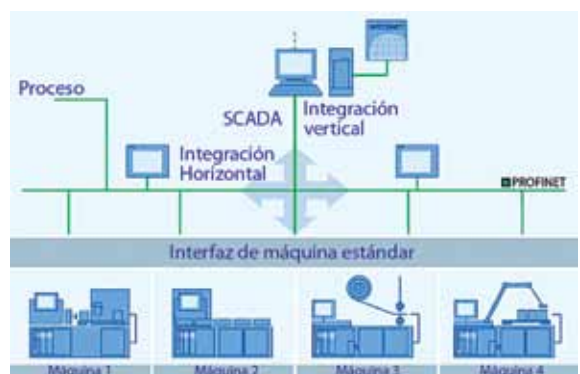 Proceso
SCADA
Integración
vertical
Integración
Horizontal
PROFINET
Interfaz de máquina estándar
Máquina 1
Máquina 2
Máquina 3
Máquina 4